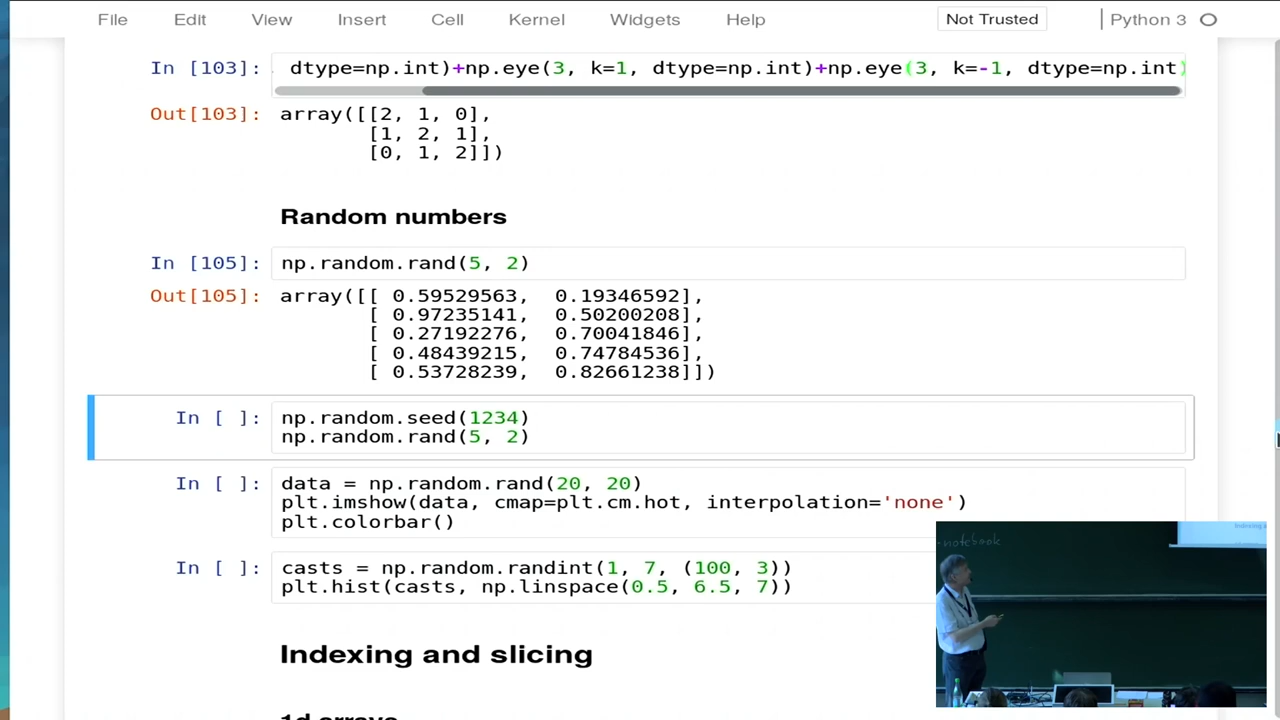 File Edit View Insert Cell Kernel Widgets Help Not Trusted Python 3
In [103]: dtype=np.int)+np.eye(3, k=1, dtype=np.int)+np.eye(3, k=-1, dtype=np.int)
Out[103]: array([[2, 1, 0],
[1, 2, 1],
[0, 1, 2]])
Random numbers
In [105]: np.random.rand(5, 2)
Out[105]: array([[ 0.59529563, 0.19346592],
[ 0.97235141, 0.50200208],
[ 0.27192276, 0.70041846],
[ 0.48439215, 0.74784536],
[ 0.53728239, 0.82661238]])
In [ ]: np.random.seed(1234)
np.random.rand(5, 2)
In [ ]: data = np.random.rand(20, 20)
plt.imshow(data, cmap=plt.cm.hot, interpolation='none')
plt.colorbar()
In [ ]: casts = np.random.randint(1, 7, (100, 3))
plt.hist(casts, np.linspace(0.5, 6.5, 7))
Indexing and slicing
1d arrays
Indexing a
notebook